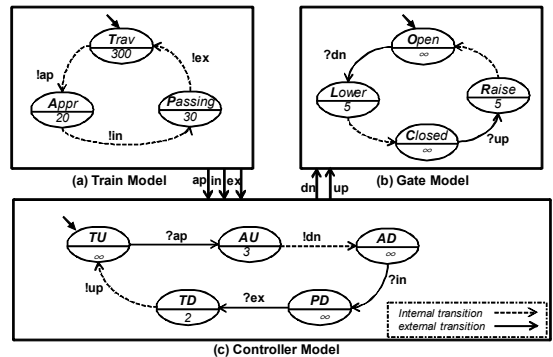 Trav
300
!ap
!ex
Appr
20
Passing
30
!in
(a) Train Model
Open
∞
?dn
Lower
5
Raise
5
Closed
∞
?up
(b) Gate Model
ap in ex
dn up
TU
∞
?ap
AU
3
!dn
AD
∞
?in
!up
TD
2
?ex
PD
∞
Internal transition
external transition
(c) Controller Model